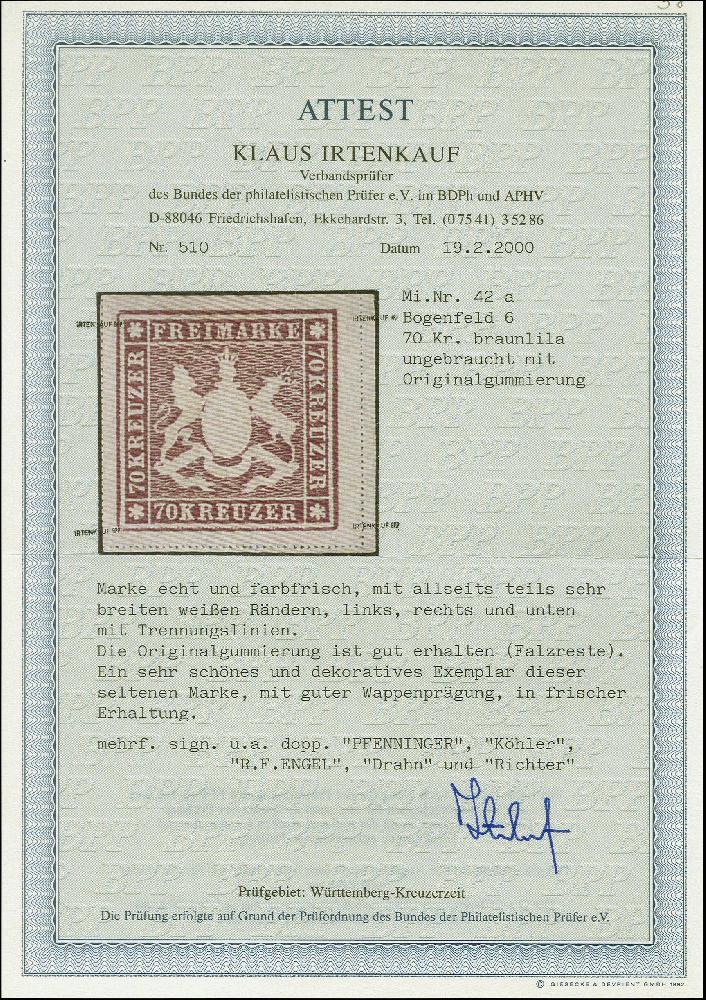 ATTEST
KLAUS IRTENKAUF
Verbandsprüfer
des Bundes der philatelistischen Prüfer e.V. im BDPh und APHV
D-88046 Friedrichshafen, Ekkehardstr. 3, Tel. (07541) 35286
Nr. 510 Datum 19.2.2000
Mi.Nr. 42 a
Bogenfeld 6
70 Kr. braunlila
ungebraucht mit
Originalgummierung
FREIMARKE
70KREUZER
70KREUZER
70KREUZER
Marke echt und farbfrisch, mit allseits teils sehr
breiten weißen Rändern, links, rechts und unten
mit Trennungslinien.
Die Originalgummierung ist gut erhalten (Falzreste).
Ein sehr schönes und dekoratives Exemplar dieser
seltenen Marke, mit guter Wappenprägung, in frischer
Erhaltung.
mehrf. sign. u.a. dopp. "PFENNINGER", "Köhler",
"R.F.ENGEL", "Drahn" und "Richter"
Prüfgebiet: Württemberg-Kreuzerzeit
Die Prüfung erfolgte auf Grund der Prüfordnung des Bundes der Philatelistischen Prüfer e.V.
© GIESECKE & DEVRIENT GMBH 1992